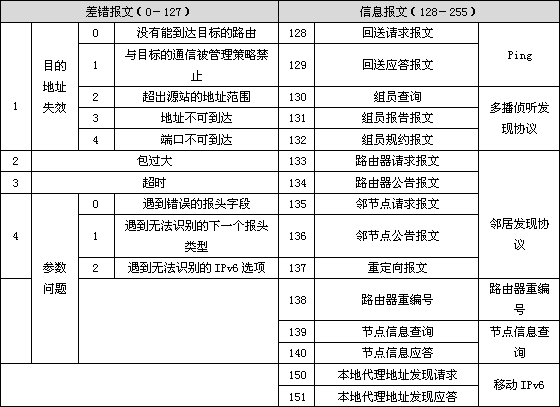 差错报文（0－127）	信息报文（128－255）
1	目的地址失效	0	没有能到达目标的路由	128	回送请求报文	Ping
1	与目标的通信被管理策略禁止	129	回送应答报文
2	超出源站的地址范围	130	组员查询	多播侦听发现协议
3	地址不可到达	131	组员报告报文
4	端口不可到达	132	组员规约报文
2	包过大	133	路由器请求报文	邻居发现协议
3	超时	134	路由器公告报文
4	参数问题	0	遇到错误的报头字段	135	邻节点请求报文
1	遇到无法识别的下一个报头类型	136	邻节点公告报文
2	遇到无法识别的IPv6选项	137	重定向报文
138	路由器重编号	路由器重编号
139	节点信息查询	节点信息查询
140	节点信息应答
150	本地代理地址发现请求	移动IPv6
151	本地代理地址发现应答